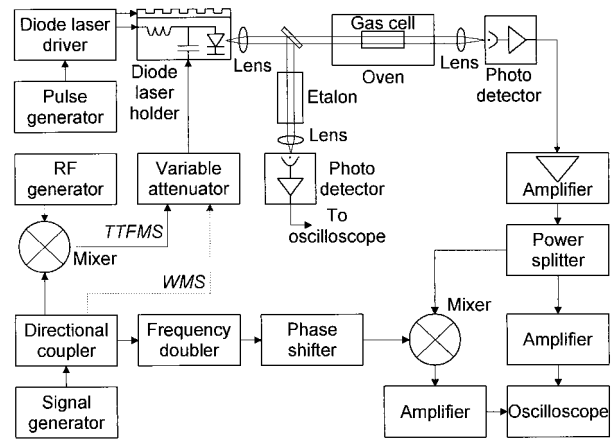 Diode laser
driver
Pulse
generator
Diode
laser
holder
Lens
Etalon
Lens
Photo
detector
To
oscilloscope
Gas cell
Oven
Lens
Photo
detector
RF
generator
Variable
attenuator
Mixer
TTFMS
WMS
Amplifier
Power
splitter
Mixer
Directional
coupler
Frequency
doubler
Phase
shifter
Amplifier
Signal
generator
Amplifier
Oscilloscope